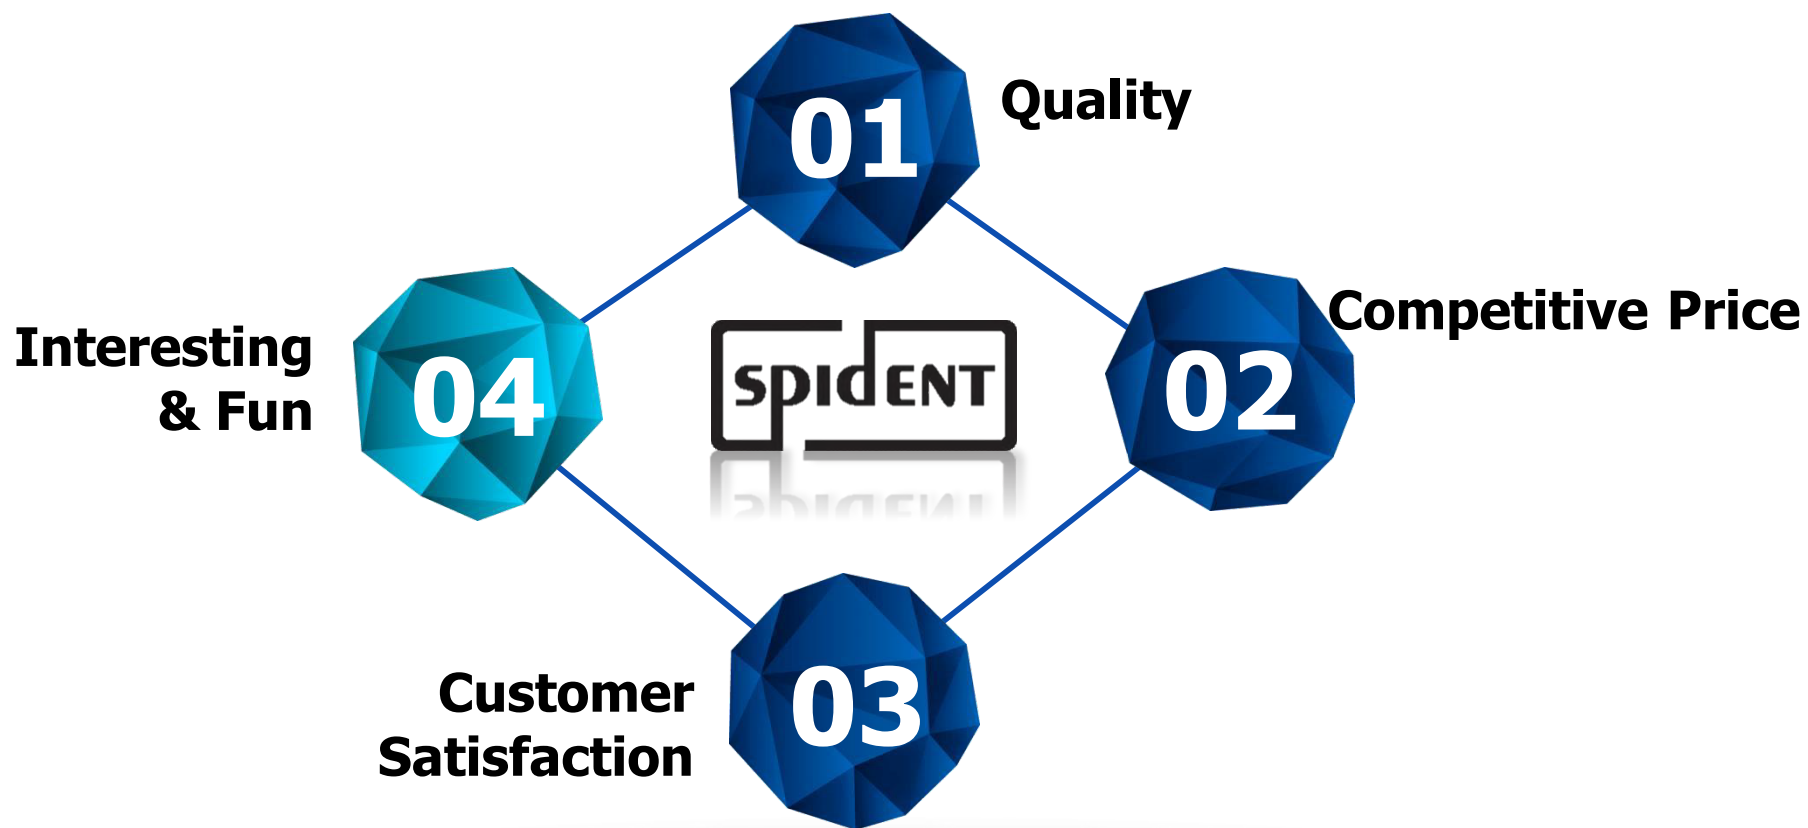 01
Quality
Competitive Price
02
Interesting
& Fun
04
SPIDENT
03
Customer
Satisfaction